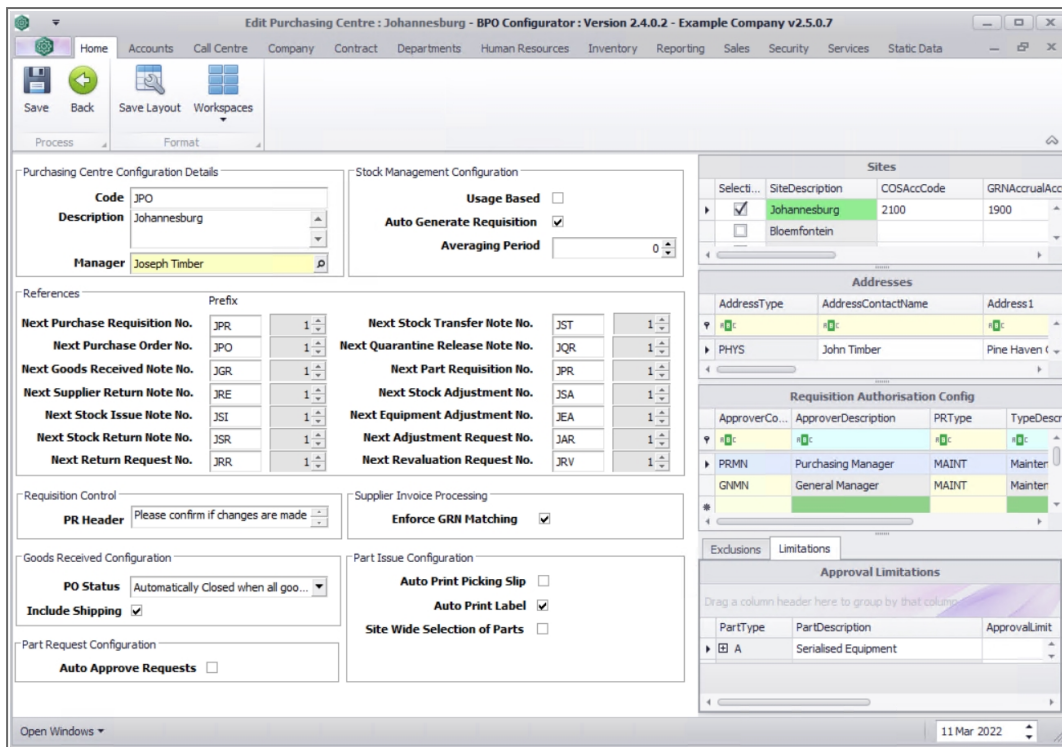 Edit Purchasing Centre : Johannesburg - BPO Configurator : Version 2.4.0.2 - Example Company v2.5.0.7
Home Accounts Call Centre Company Contract Departments Human Resources Inventory Reporting Sales Security Services Static Data
Save Back Save Layout Workspaces
Process Format
Purchasing Centre Configuration Details
Code JPO
Description Johannesburg
Manager Joseph Timber
Stock Management Configuration
Usage Based
Auto Generate Requisition
Averaging Period 0
References
Prefix
Next Purchase Requisition No. JPR 1 Next Stock Transfer Note No. JST 1
Next Purchase Order No. JPO 1 Next Quarantine Release Note No. JQR 1
Next Goods Received Note No. JGR 1 Next Part Requisition No. JPR 1
Next Supplier Return Note No. JRE 1 Next Stock Adjustment No. JSA 1
Next Stock Issue Note No. JSI 1 Next Equipment Adjustment No. JEA 1
Next Stock Return Note No. JSR 1 Next Adjustment Request No. JAR 1
Next Return Request No. JRR 1 Next Revaluation Request No. JRV 1
Requisition Control
PR Header Please confirm if changes are made
Supplier Invoice Processing
Enforce GRN Matching
Goods Received Configuration
PO Status Automatically Closed when all goo...
Include Shipping
Part Request Configuration
Auto Approve Requests
Part Issue Configuration
Auto Print Picking Slip
Auto Print Label
Site Wide Selection of Parts
Sites
Selecti... SiteDescription COSAccCode GRNAccrualAcc
Johannesburg 2100 1900
Bloemfontein
Addresses
AddressType AddressContactName Address1
PHYS John Timber Pine Haven
Requisition Authorisation Config
ApproverCo... ApproverDescription PRType TypeDescr
PRMN Purchasing Manager MAINT Mainten
GNMN General Manager MAINT Mainten
Exclusions Limitations
Approval Limitations
Drag a column header here to group by that column
PartType PartDescription ApprovalLimit
A Serialised Equipment
Open Windows 11 Mar 2022